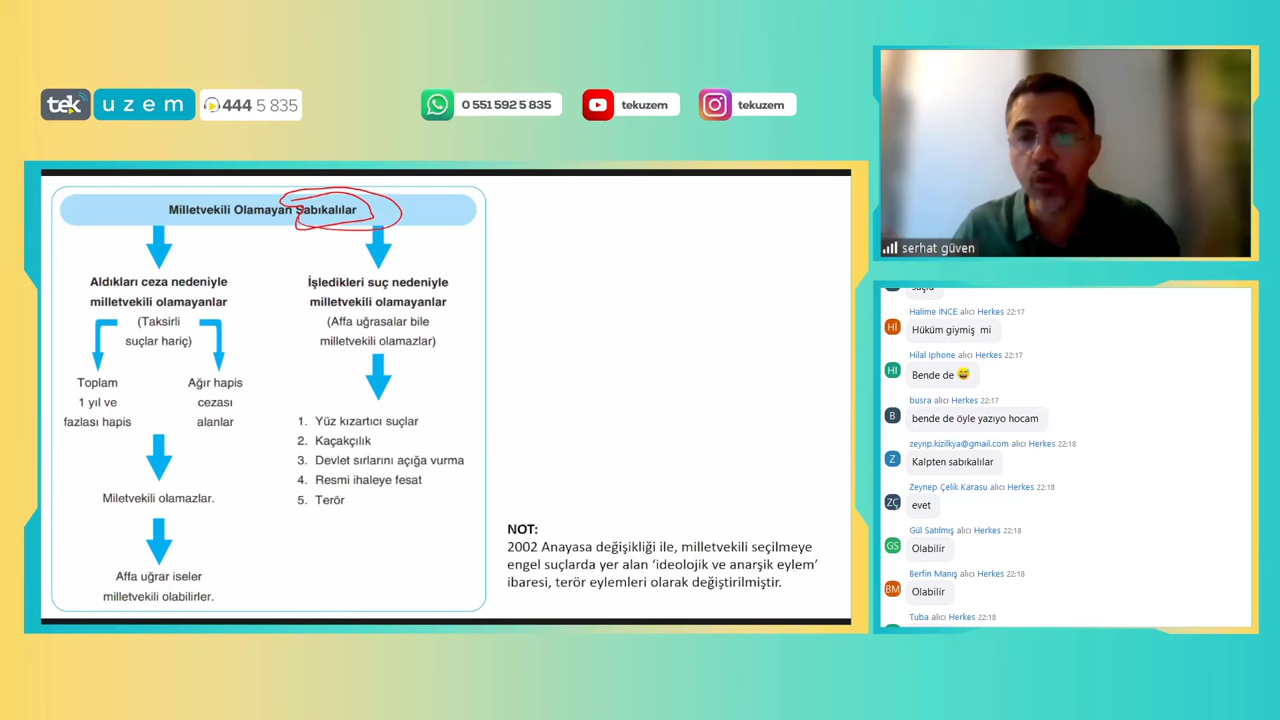 tek uzem 444 5 835
0 551 592 5 835
tekuzem
tekuzem
Milletvekili Olamayan Sabıkalılar
Aldıkları ceza nedeniyle
milletvekili olamayanlar
(Taksirli
suçlar hariç)
Toplam
1 yıl ve
fazlası hapis
Ağır hapis
cezası
alanlar
Miletvekili olamazlar.
Affa uğrar iseler
milletvekili olabilirler.
İşledikleri suç nedeniyle
milletvekili olamayanlar
(Affa uğrasalar bile
milletvekili olamazlar)
1. Yüz kızartıcı suçlar
2. Kaçakçılık
3. Devlet sırlarını açığa vurma
4. Resmi ihaleye fesat
5. Terör
NOT:
2002 Anayasa değişikliği ile, milletvekili seçilmeye
engel suçlarda yer alan ‘ideolojik ve anarşik eylem’
ibaresi, terör eylemleri olarak değiştirilmiştir.
serhat güven
Halime İNCE alıcı Herkes 22:17
Hİ Hüküm giymiş mi
Hilal Iphone alıcı Herkes 22:17
HI Bende de
busra alıcı Herkes 22:17
B bende de öyle yazıyo hocam
zeynp.kizilkya@gmail.com alıcı Herkes 22:18
Z Kalpten sabıkalılar
Zeynep Çelik Karasu alıcı Herkes 22:18
ZÇ evet
Gül Satılmış alıcı Herkes 22:18
GS Olabilir
Berfin Manış alıcı Herkes 22:18
BM Olabilir
Tuba alıcı Herkes 22:18